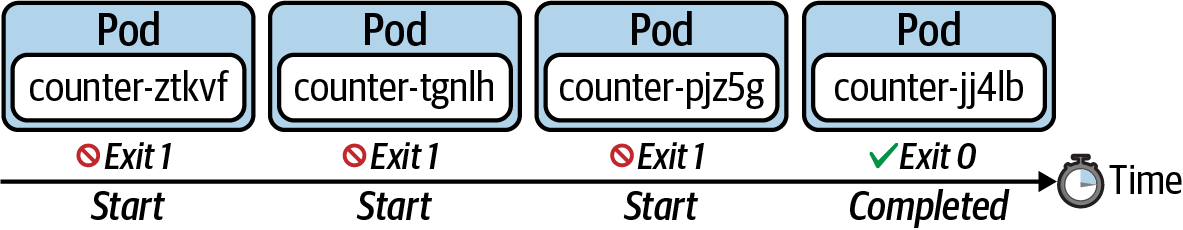 Pod
counter-ztkvf
Pod
counter-tgnlh
Pod
counter-pjz5g
Pod
counter-jj4lb
Exit 1
Exit 1
Exit 1
Exit 0
Time
Start
Start
Start
Completed